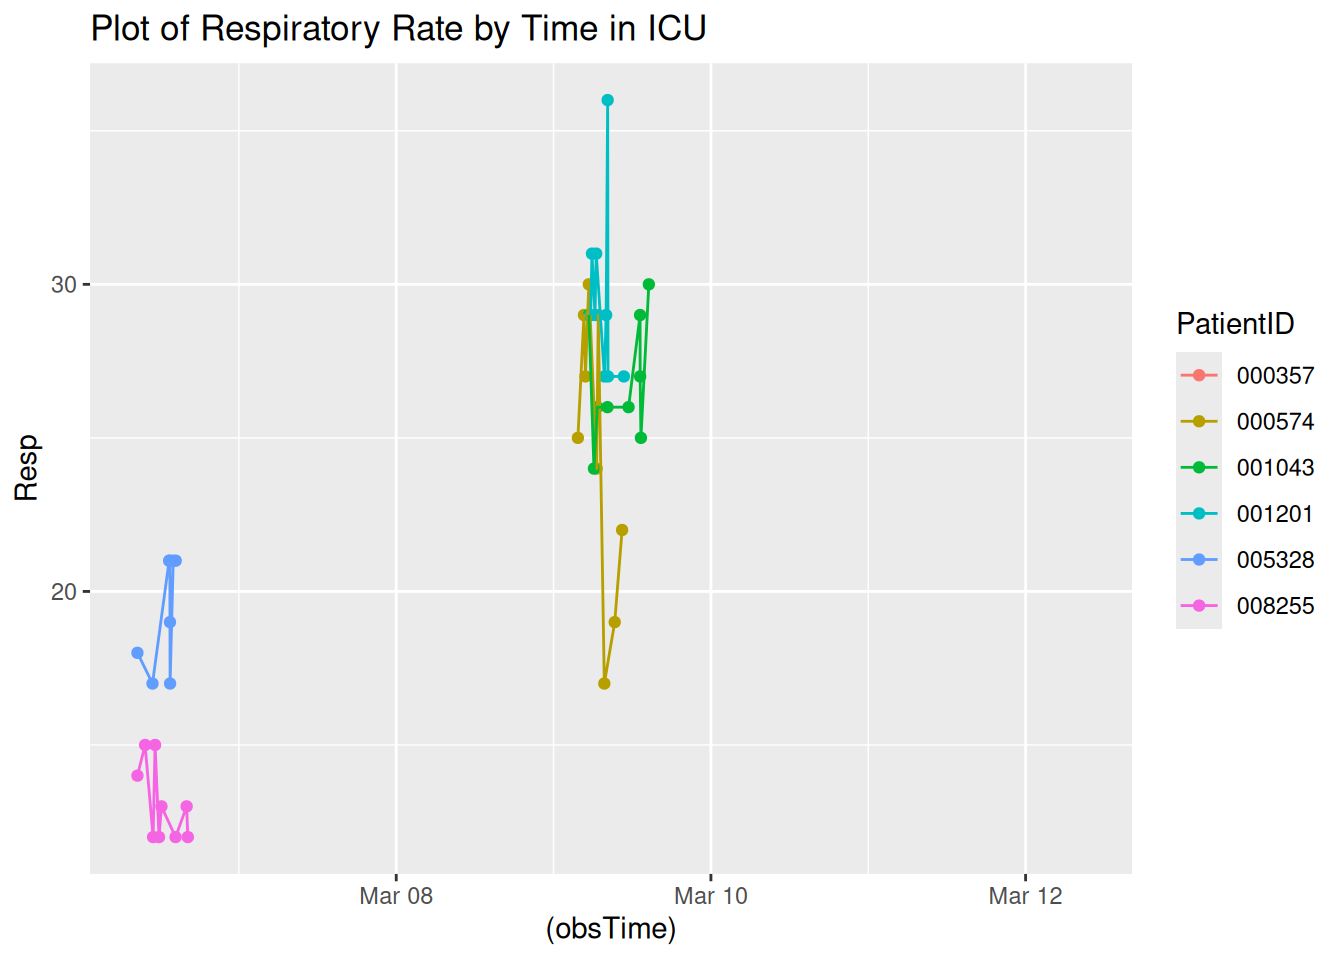 Plot of Respiratory Rate by Time in ICU
Resp
30
20
Mar 08
Mar 10
Mar 12
(obsTime)
PatientID
000357
000574
001043
001201
005328
008255